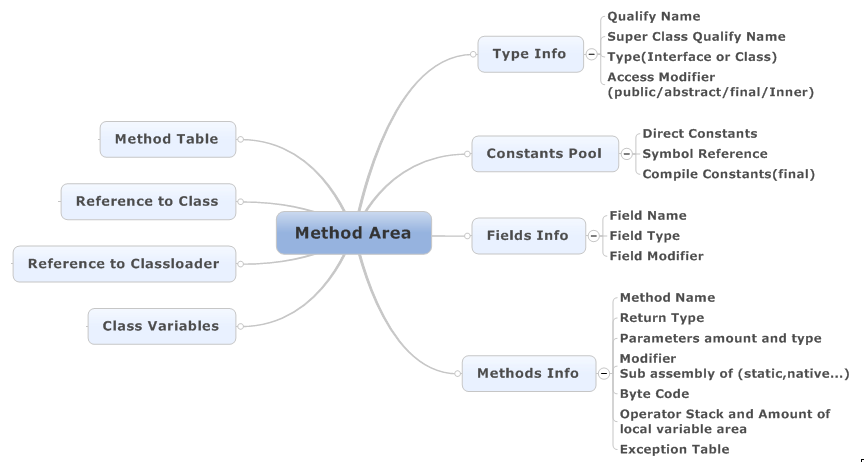 Method Area
Type Info
Qualify Name
Super Class Qualify Name
Type(Interface or Class)
Access Modifier
(public/abstract/final/Inner)
Constants Pool
Direct Constants
Symbol Reference
Compile Constants(final)
Fields Info
Field Name
Field Type
Field Modifier
Methods Info
Method Name
Return Type
Parameters amount and type
Modifier
Sub assembly of (static,native...)
Byte Code
Operator Stack and Amount of
local variable area
Exception Table
Method Table
Reference to Class
Reference to Classloader
Class Variables